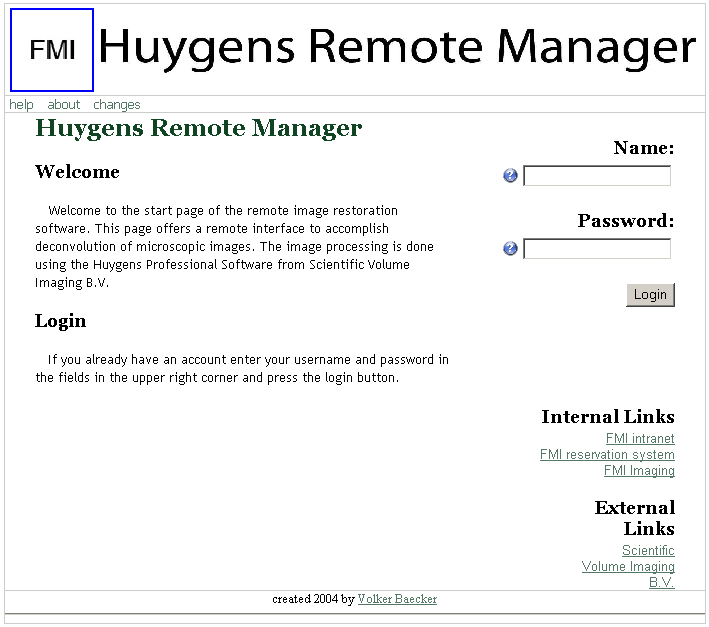 FMI Huygens Remote Manager
help about changes
Huygens Remote Manager
Welcome
Welcome to the start page of the remote image restoration
software. This page offers a remote interface to accomplish
deconvolution of microscopic images. The image processing is done
using the Huygens Professional Software from Scientific Volume
Imaging B.V.
Login
If you already have an account enter your username and password in
the fields in the upper right corner and press the login button.
Name:
?
Password:
?
Login
Internal Links
FMI intranet
FMI reservation system
FMI Imaging
External
Links
Scientific
Volume Imaging
B.V.
created 2004 by Volker Baecker